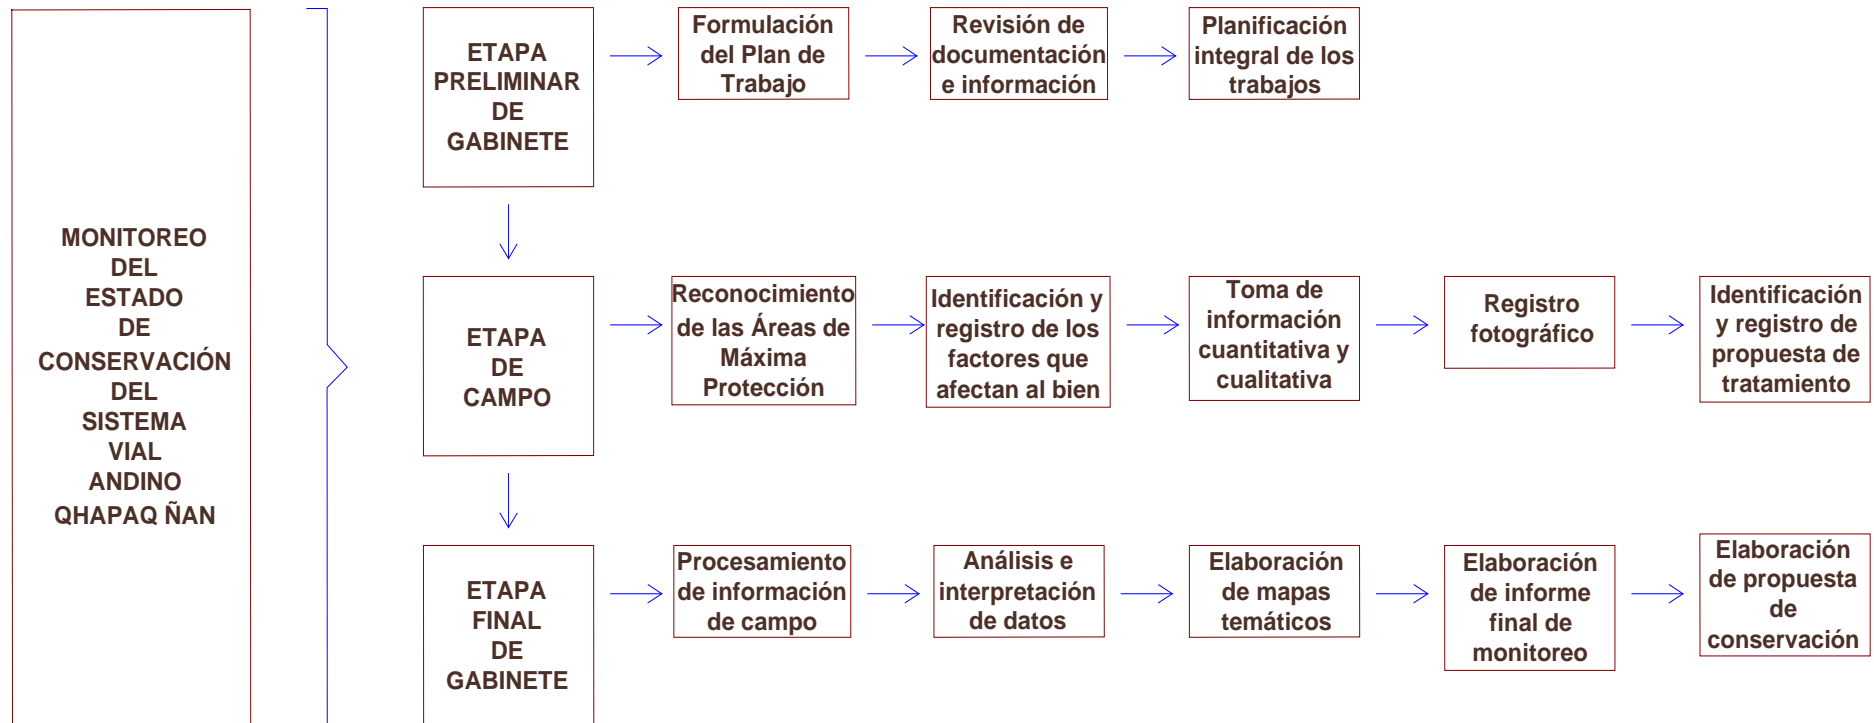 MONITOREO
DEL
ESTADO
DE
CONSERVACIÓN
DEL
SISTEMA
VIAL
ANDINO
QHAPAQ ÑAN
ETAPA
PRELIMINAR
DE
GABINETE
Formulación
del Plan de
Trabajo
Revisión de
documentación
e información
Planificación
integral de los
trabajos
ETAPA
DE
CAMPO
Reconocimiento
de las Áreas de
Máxima
Protección
Identificación y
registro de los
factores que
afectan al bien
Toma de
información
cuantitativa y
cualitativa
Registro
fotográfico
Identificación
y registro de
propuesta de
tratamiento
ETAPA
FINAL
DE
GABINETE
Procesamiento
de información
de campo
Análisis e
interpretación
de datos
Elaboración
de mapas
temáticos
Elaboración
de informe
final de
monitoreo
Elaboración
de propuesta
de
conservación